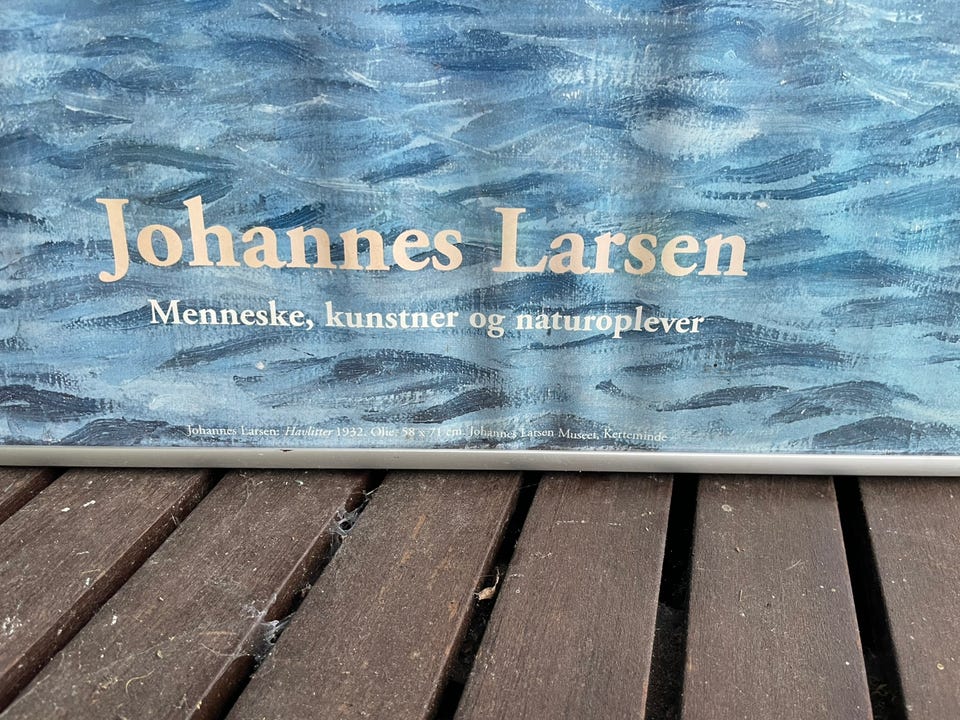 Johannes Larsen
Menneske, kunstner og naturoplever
Johannes Larsen: Havlitter 1932. Olie. 58 x 71 cm. Johannes Larsen Museet, Kerteminde